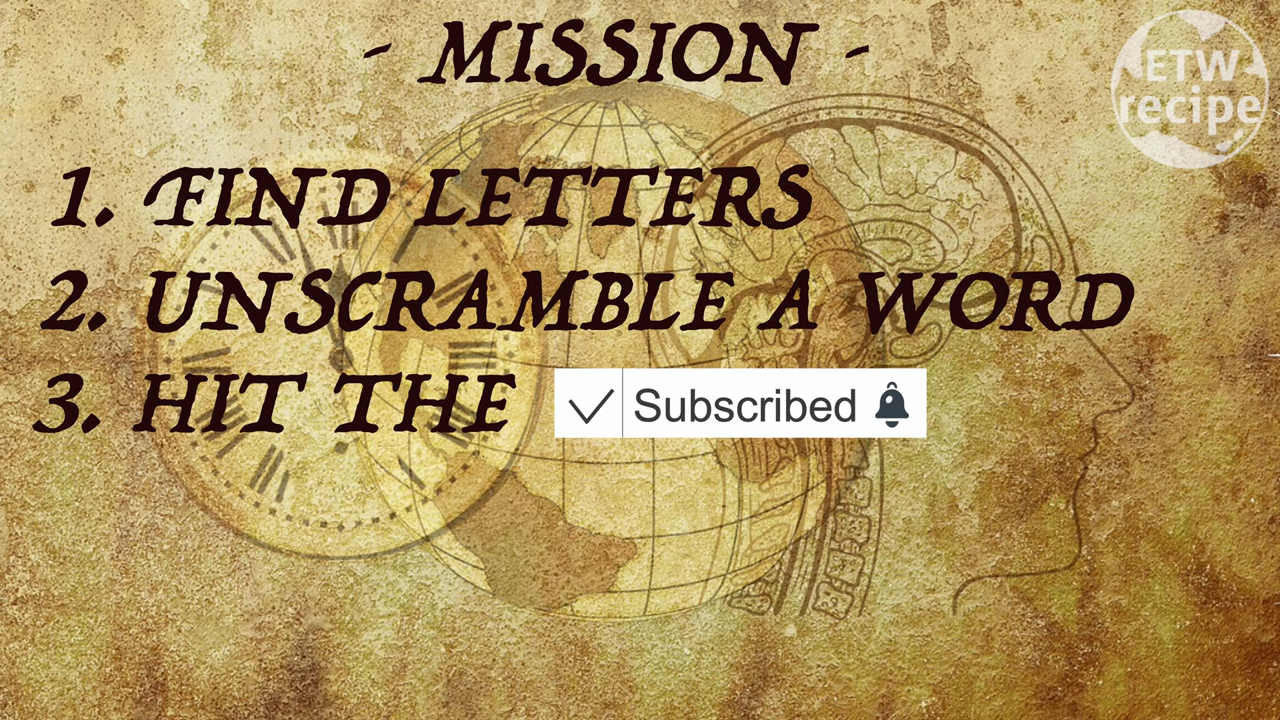 - MISSION -
ETW
recipe
1. FIND LETTERS
2. UNSCRAMBLE A WORD
3. HIT THE Subscribed